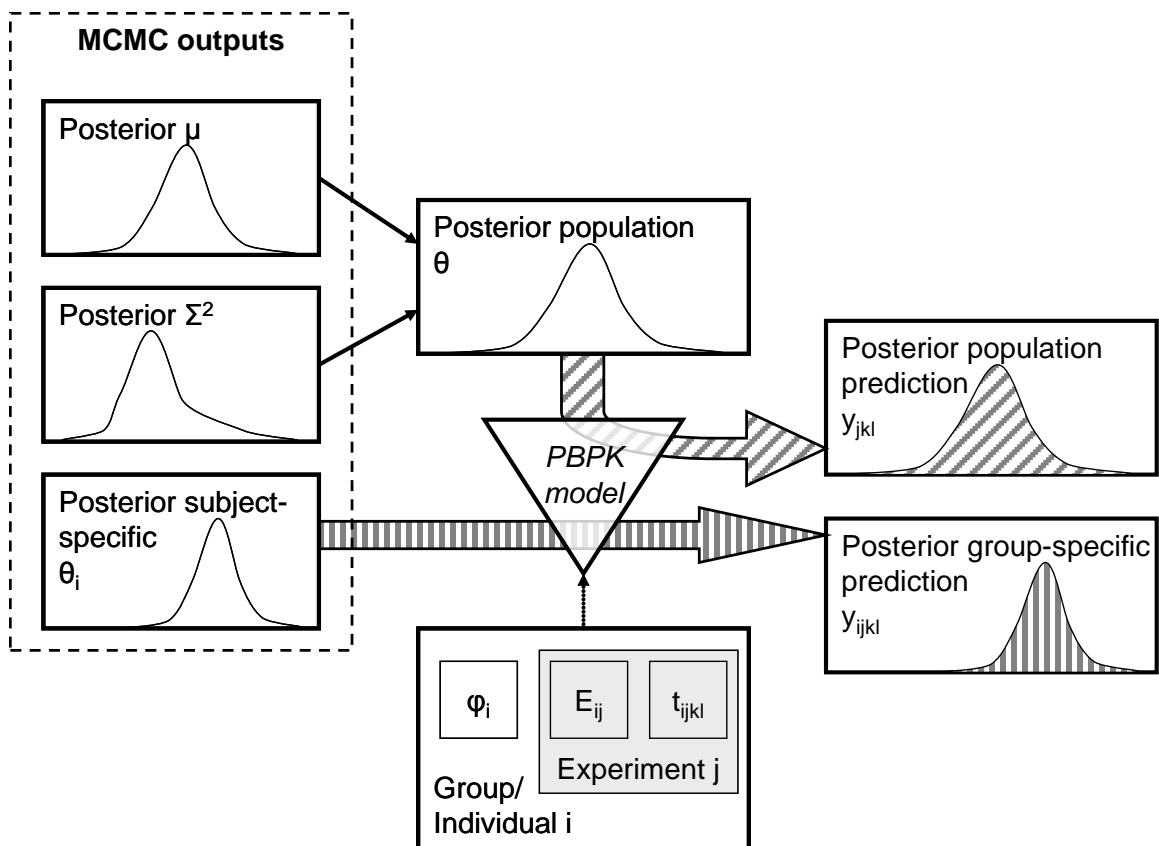 MCMC outputs
Posterior μ
Posterior Σ²
Posterior subject-
specific
θᵢ
Posterior population
θ
PBPK
model
Posterior population
prediction
yⱼₖₗ
Posterior group-specific
prediction
yᵢⱼₖₗ
φᵢ
Eᵢⱼ
tᵢⱼₖₗ
Experiment j
Group/
Individual i